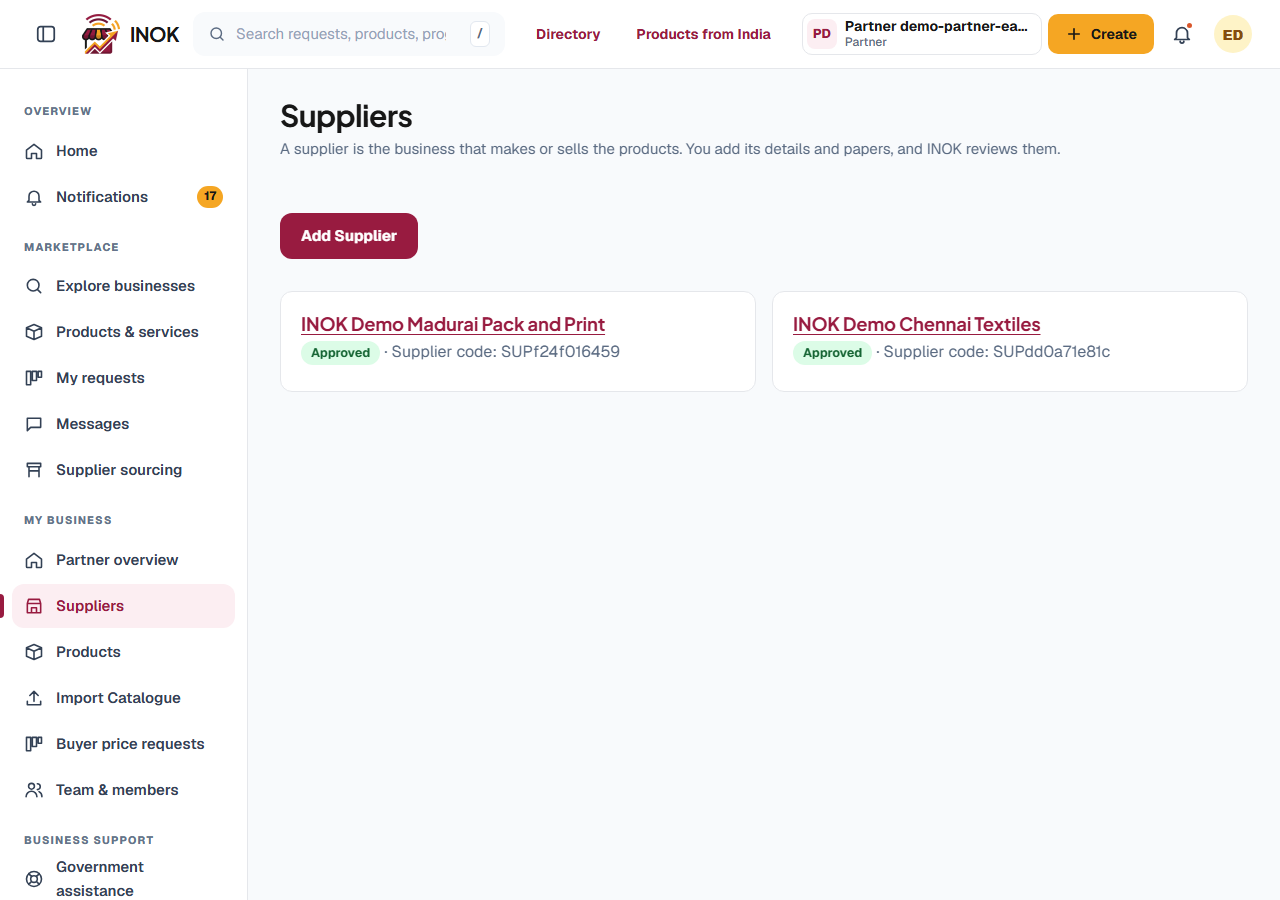 INOK
Search requests, products, pro
/
Directory
Products from India
PD
Partner demo-partner-ea...
Partner
Create
ED
OVERVIEW
Home
Notifications
17
MARKETPLACE
Explore businesses
Products & services
My requests
Messages
Supplier sourcing
MY BUSINESS
Partner overview
Suppliers
Products
Import Catalogue
Buyer price requests
Team & members
BUSINESS SUPPORT
Government
assistance
Suppliers
A supplier is the business that makes or sells the products. You add its details and papers, and INOK reviews them.
Add Supplier
INOK Demo Madurai Pack and Print
Approved · Supplier code: SUPf24f016459
INOK Demo Chennai Textiles
Approved · Supplier code: SUPdd0a71e81c